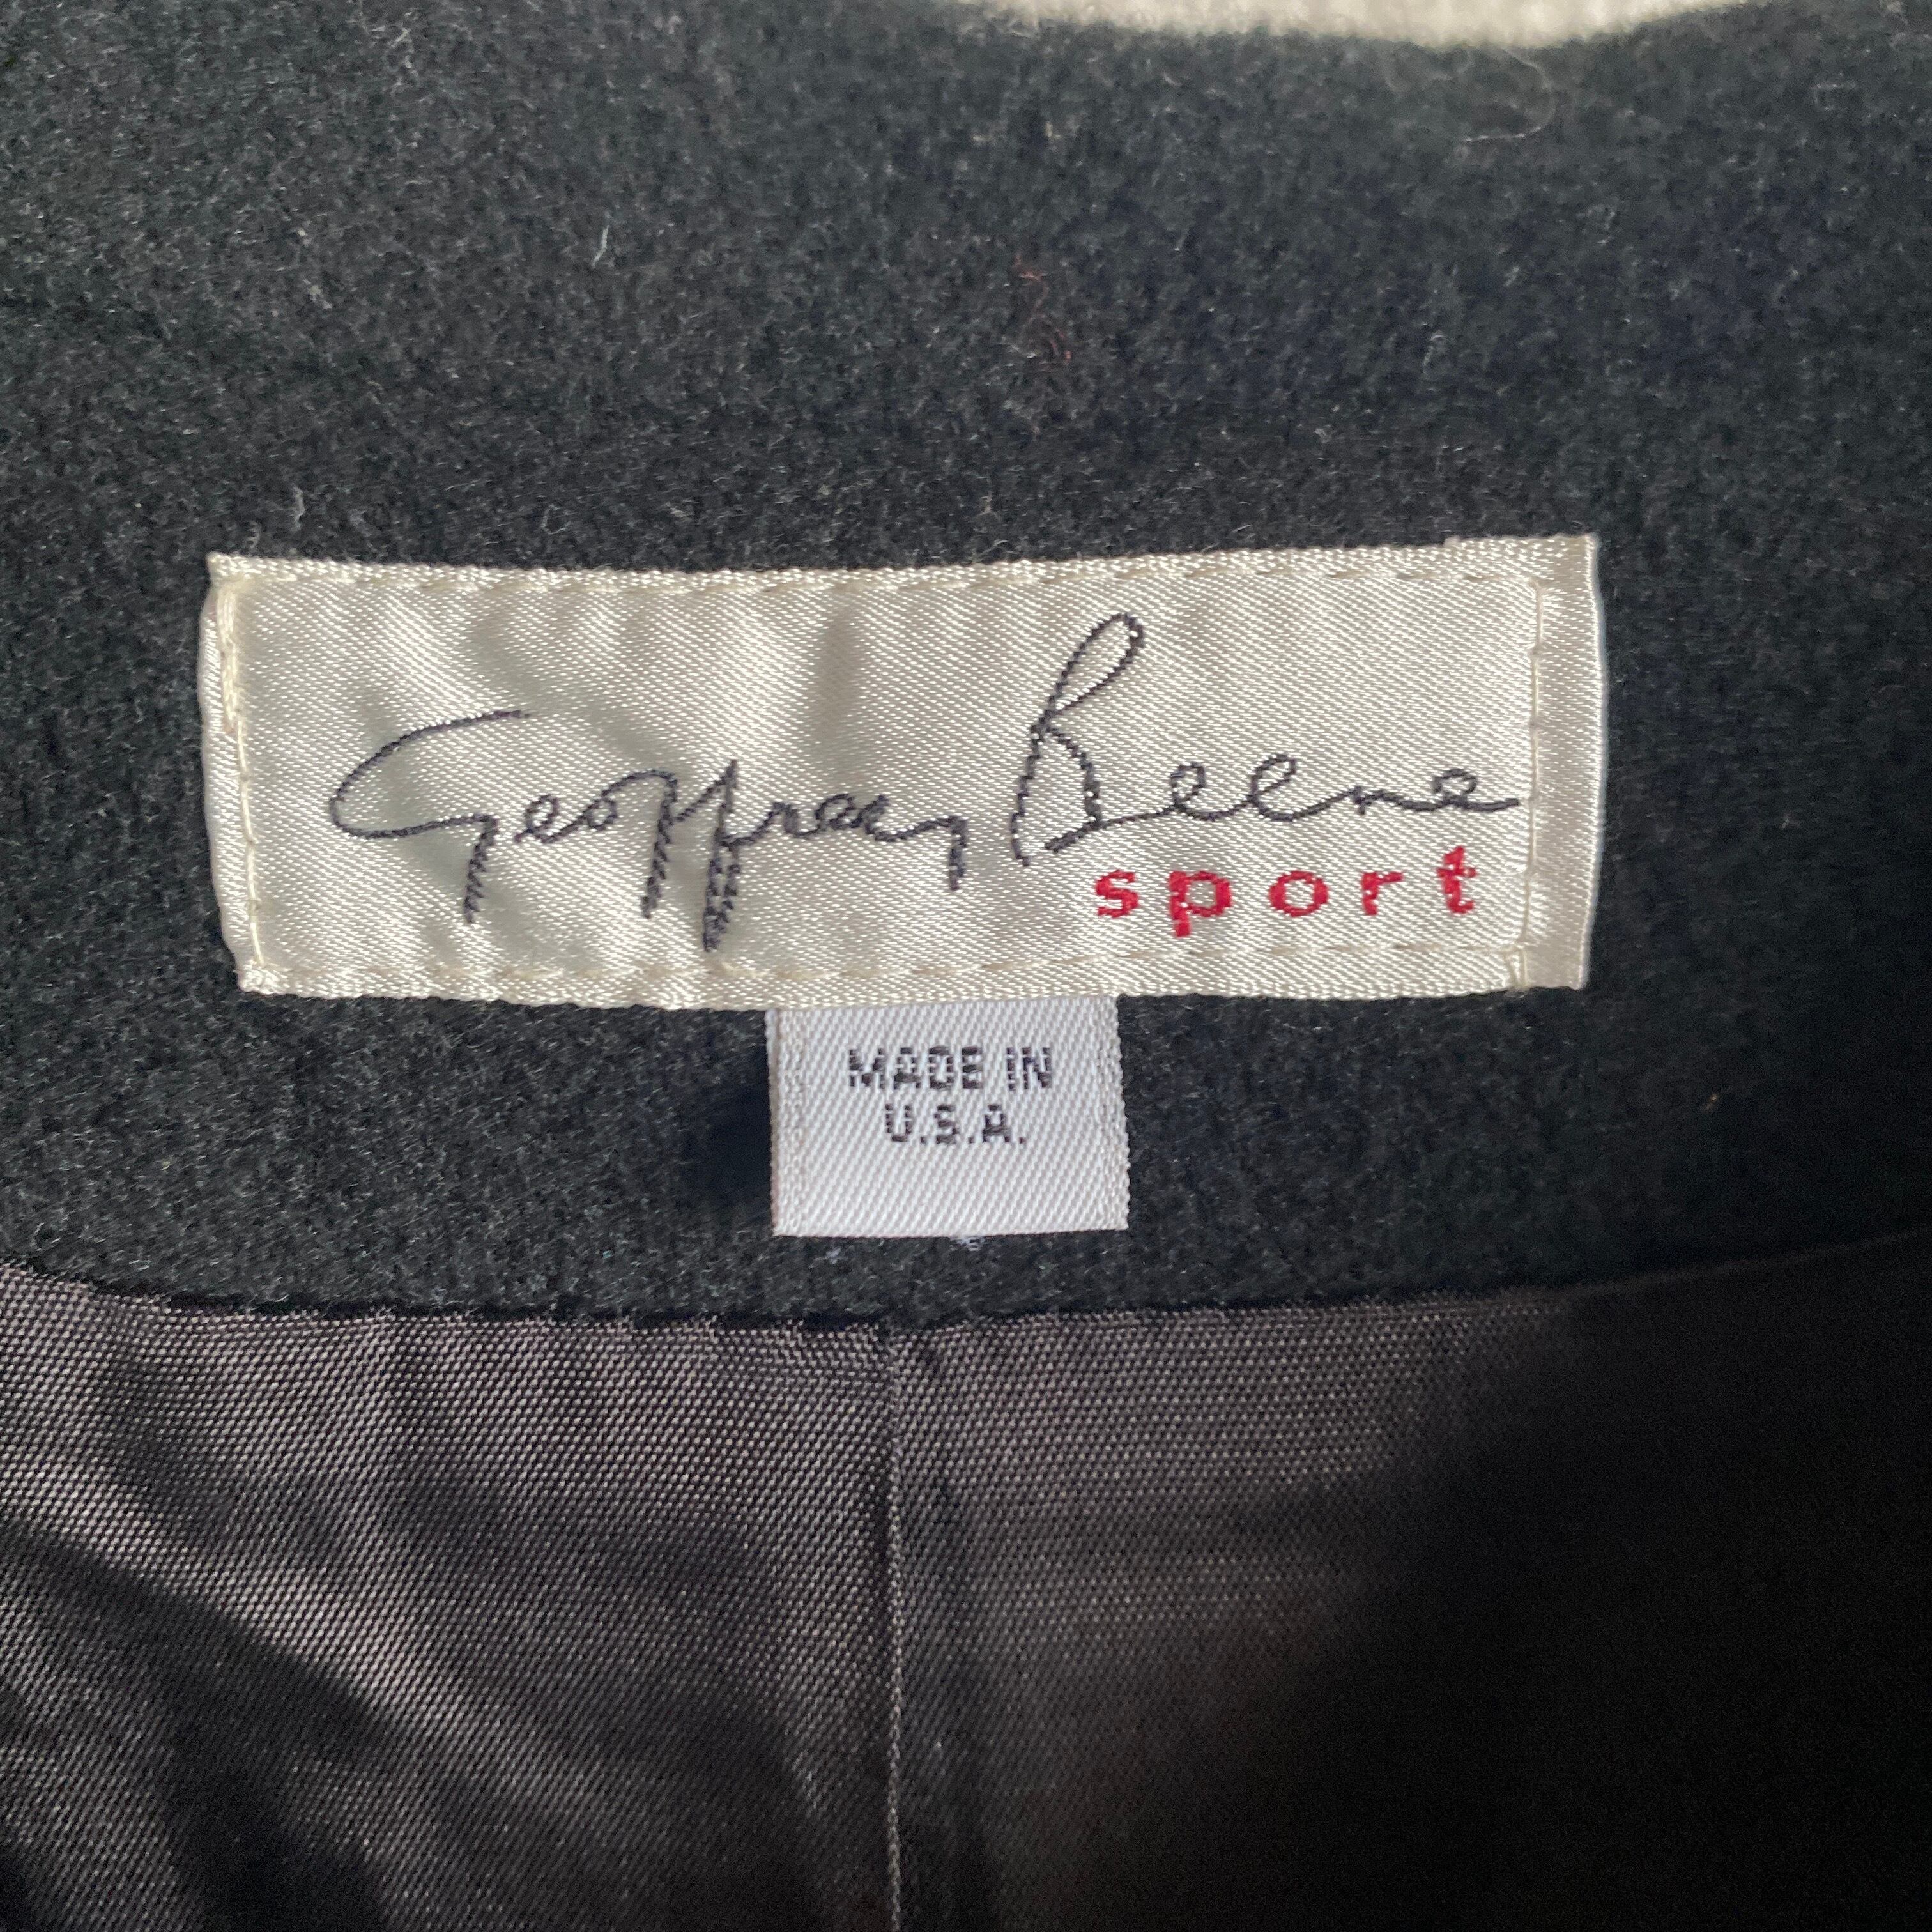 Geoffrey Beene
sport
MADE IN
U.S.A.